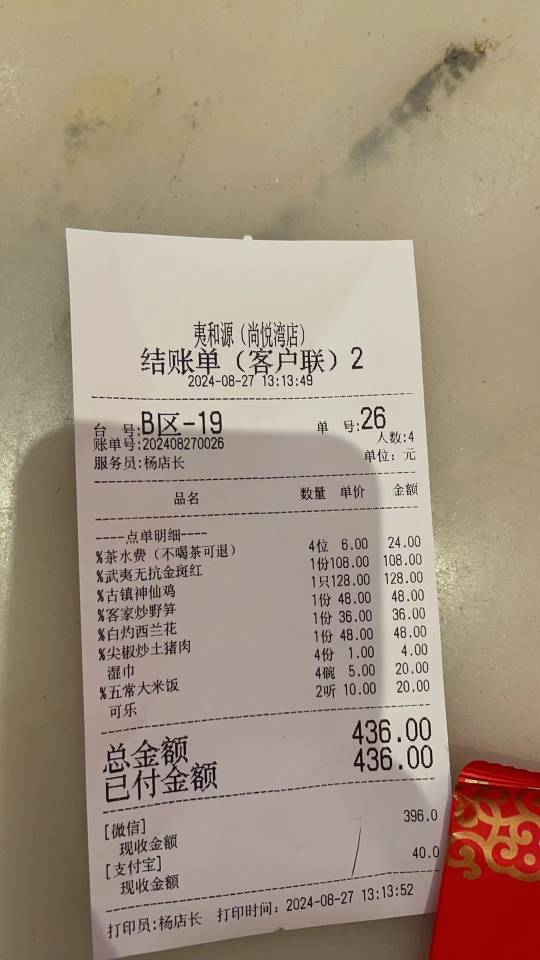 夷和源（尚悦湾店）
结账单（客户联）2
2024-08-27 13:13:49
台 号:B区-19 单 号:26
账单号:202408270026 人数:4
服务员:杨店长 单位: 元
品名 数量 单价 金额
----点单明细----
%茶水费（不喝茶可退） 4位 6.00 24.00
%武夷无抗金斑红 1份108.00 108.00
%古镇神仙鸡 1只128.00 128.00
%客家炒野笋 1份 48.00 48.00
%白灼西兰花 1份 36.00 36.00
%尖椒炒土猪肉 1份 48.00 48.00
湿巾 4份 1.00 4.00
%五常大米饭 4碗 5.00 20.00
可乐 2听 10.00 20.00
总金额 436.00
已付金额 436.00
[微信]
现收金额 396.0
[支付宝]
现收金额 40.0
打印员:杨店长 打印时间: 2024-08-27 13:13:52